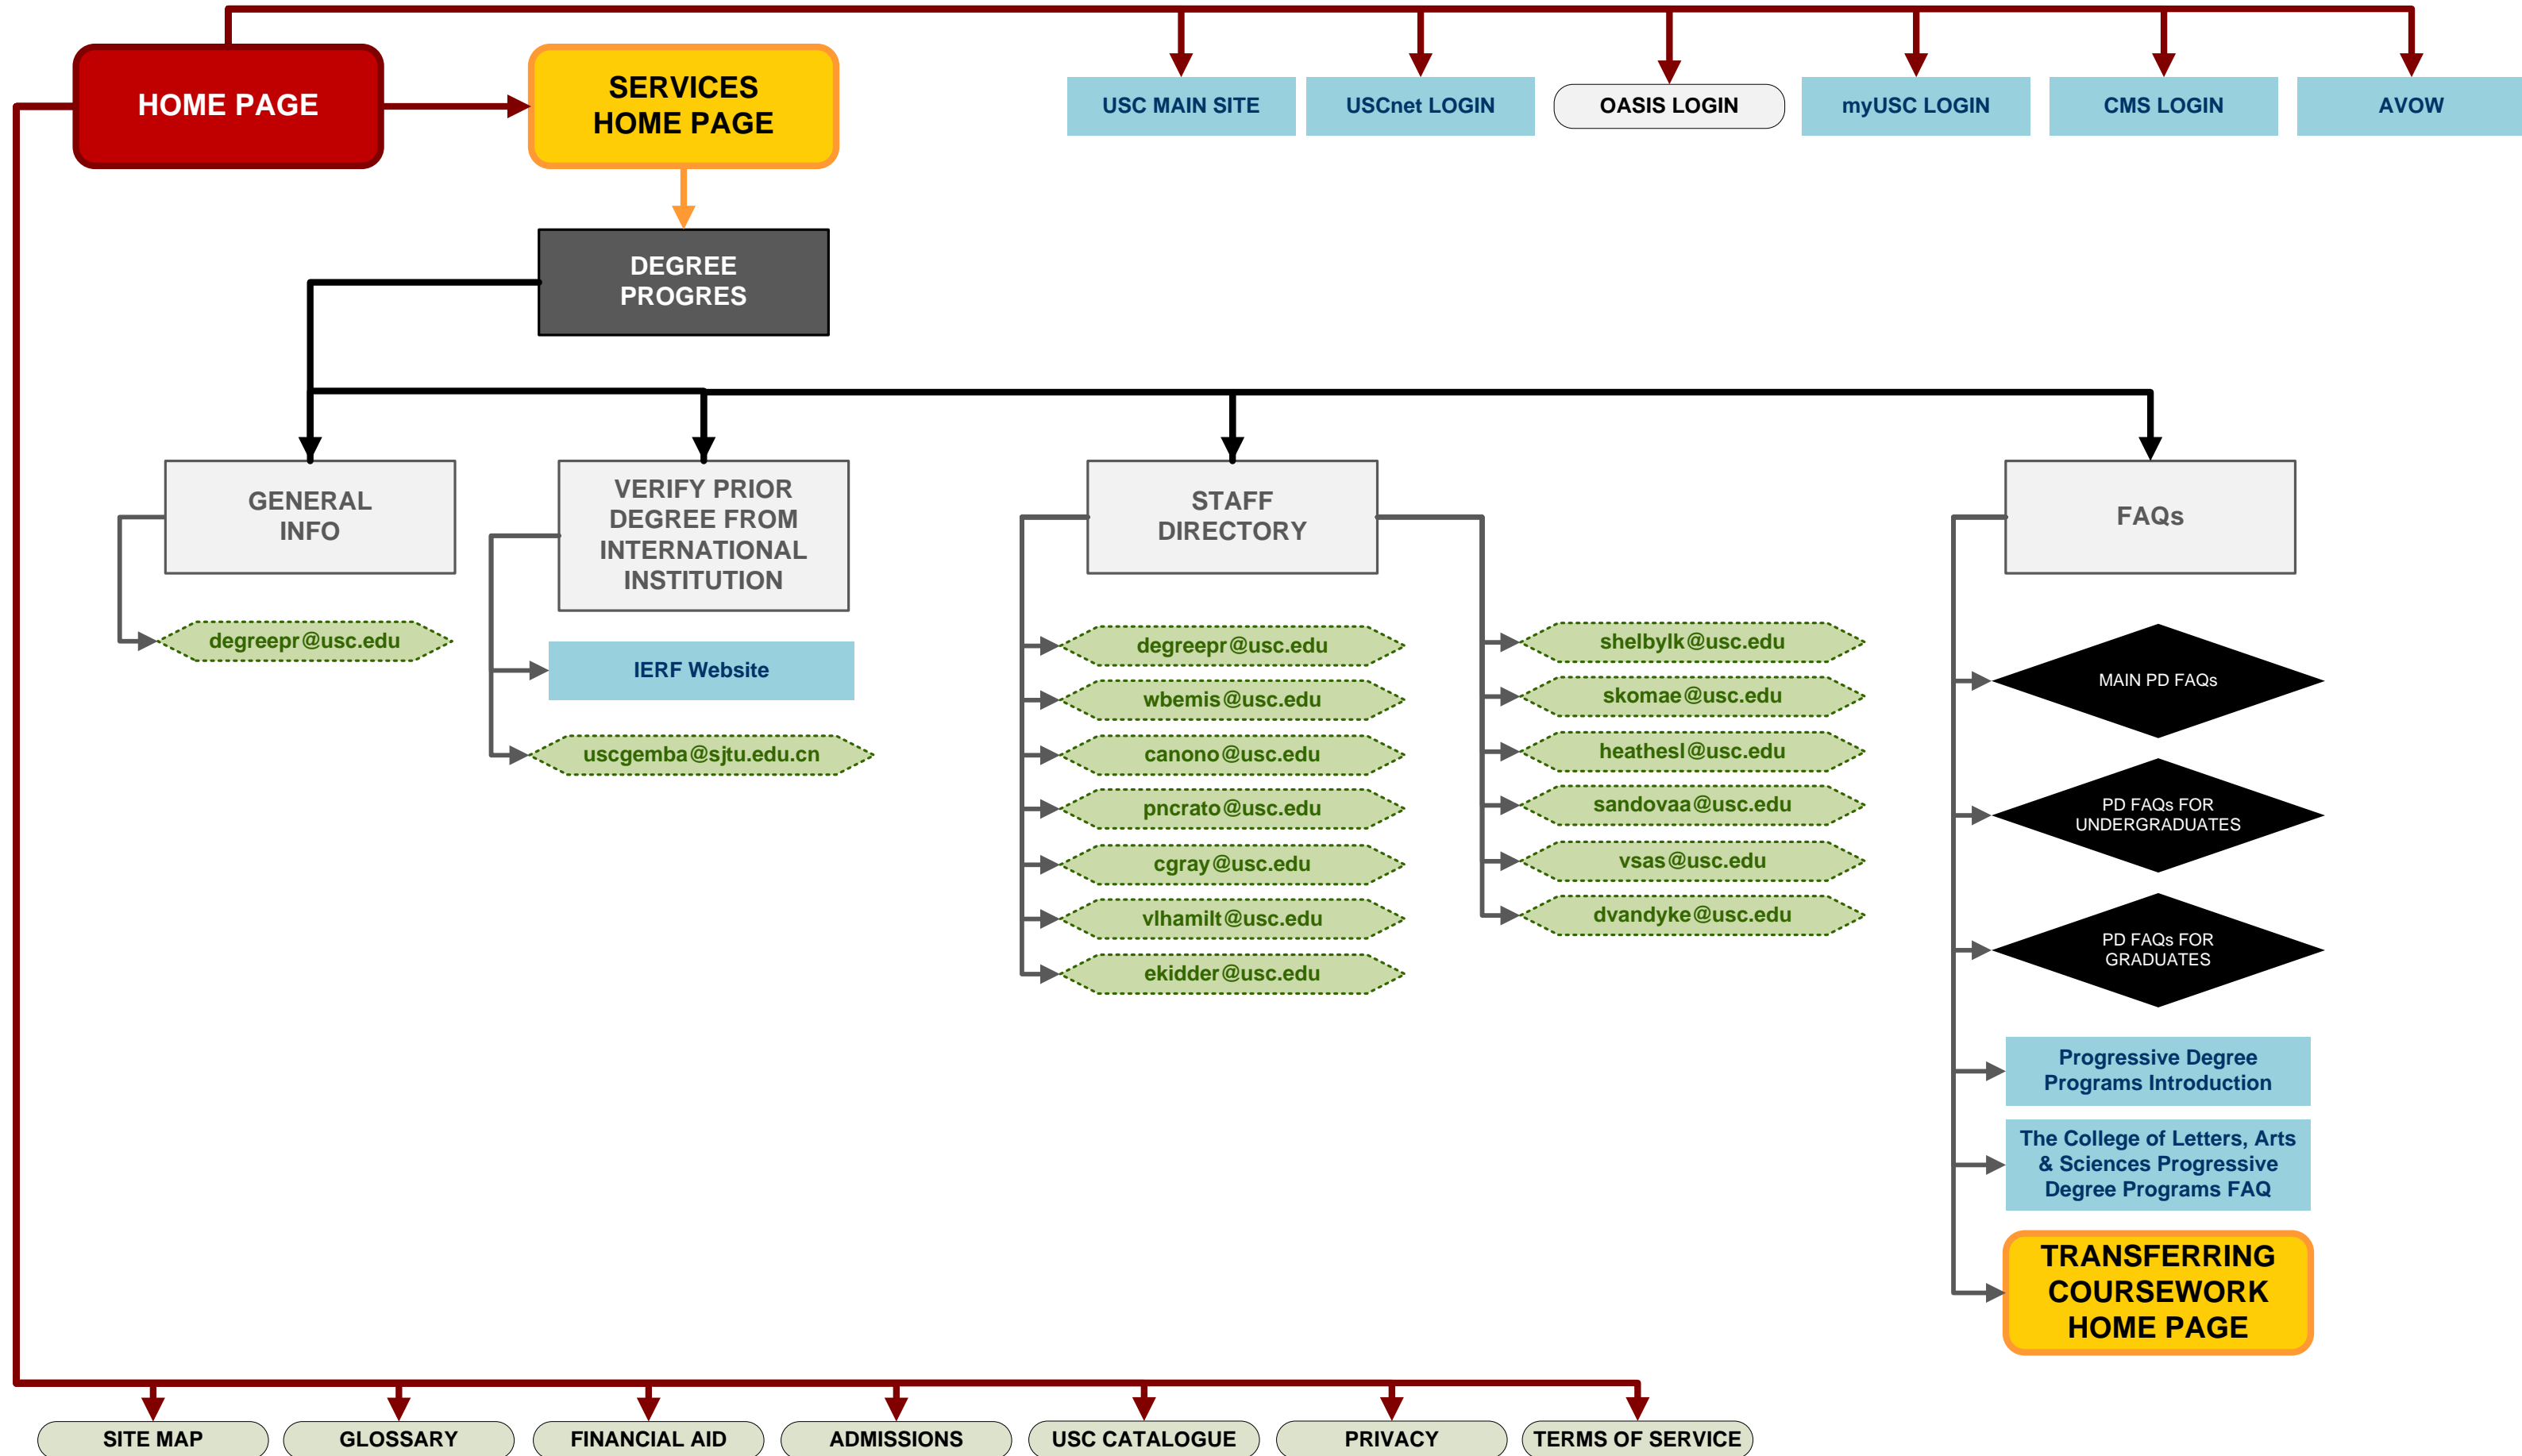 HOME PAGE
SERVICES
HOME PAGE
USC MAIN SITE
USCnet LOGIN
OASIS LOGIN
myUSC LOGIN
CMS LOGIN
AVOW
DEGREE
PROGRES
GENERAL
INFO
degreepr@usc.edu
VERIFY PRIOR
DEGREE FROM
INTERNATIONAL
INSTITUTION
IERF Website
uscgemba@sjtu.edu.cn
STAFF
DIRECTORY
degreepr@usc.edu
wbemis@usc.edu
canono@usc.edu
pncrato@usc.edu
cgray@usc.edu
vlhamilt@usc.edu
ekidder@usc.edu
shelbylk@usc.edu
skomae@usc.edu
heathesl@usc.edu
sandovaa@usc.edu
vsas@usc.edu
dvandyke@usc.edu
FAQs
MAIN PD FAQs
PD FAQs FOR
UNDERGRADUATES
PD FAQs FOR
GRADUATES
Progressive Degree
Programs Introduction
The College of Letters, Arts
& Sciences Progressive
Degree Programs FAQ
TRANSFERRING
COURSEWORK
HOME PAGE
SITE MAP
GLOSSARY
FINANCIAL AID
ADMISSIONS
USC CATALOGUE
PRIVACY
TERMS OF SERVICE